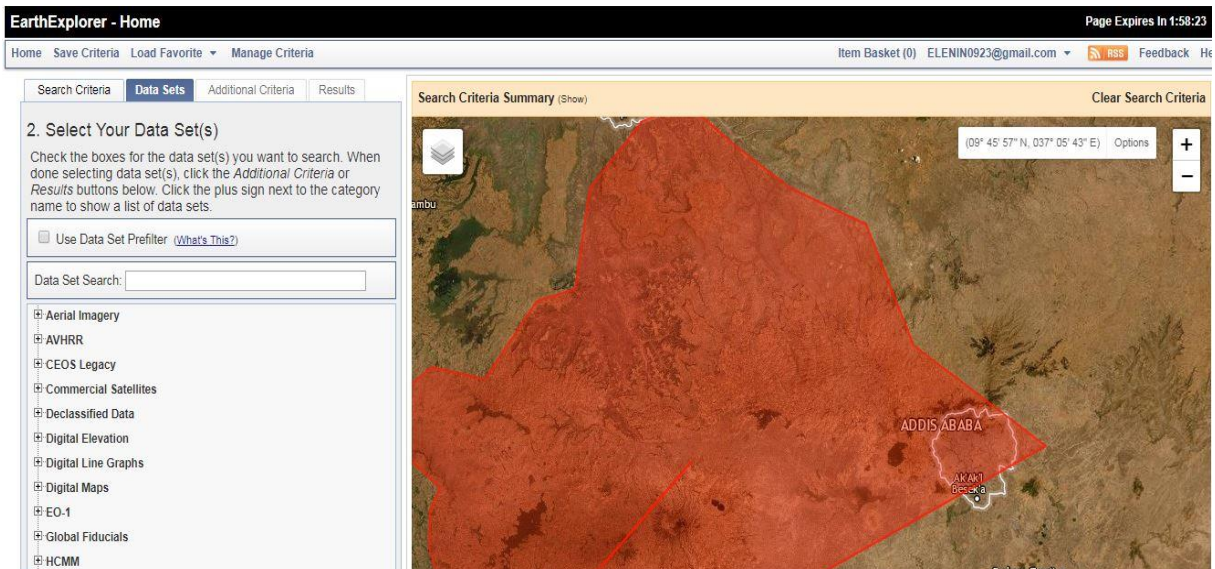 EarthExplorer - Home
Page Expires In 1:58:23
Home Save Criteria Load Favorite Manage Criteria
Item Basket (0) ELENIN0923@gmail.com RSS Feedback He
Search Criteria Data Sets Additional Criteria Results
2. Select Your Data Set(s)
Check the boxes for the data set(s) you want to search. When
done selecting data set(s), click the Additional Criteria or
Results buttons below. Click the plus sign next to the category
name to show a list of data sets.
Use Data Set Prefilter (What's This?)
Data Set Search:
Aerial Imagery
AVHRR
CEOS Legacy
Commercial Satellites
Declassified Data
Digital Elevation
Digital Line Graphs
Digital Maps
EO-1
Global Fiducials
HCMM
Search Criteria Summary (Show)
Clear Search Criteria
(09° 45' 57" N, 037° 05' 43" E) Options
+
-
ambu
ADDIS ABABA
AK'AK'I
Beseka